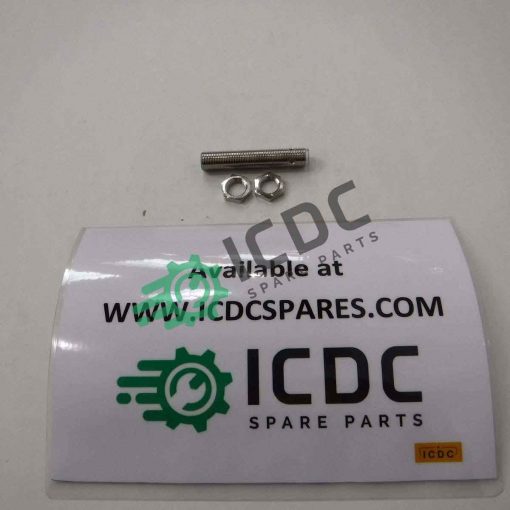 ICDC
SPARE PARTS
Available at
WWW.ICDCSPARES.COM
ICDC
SPARE PARTS
ICDC